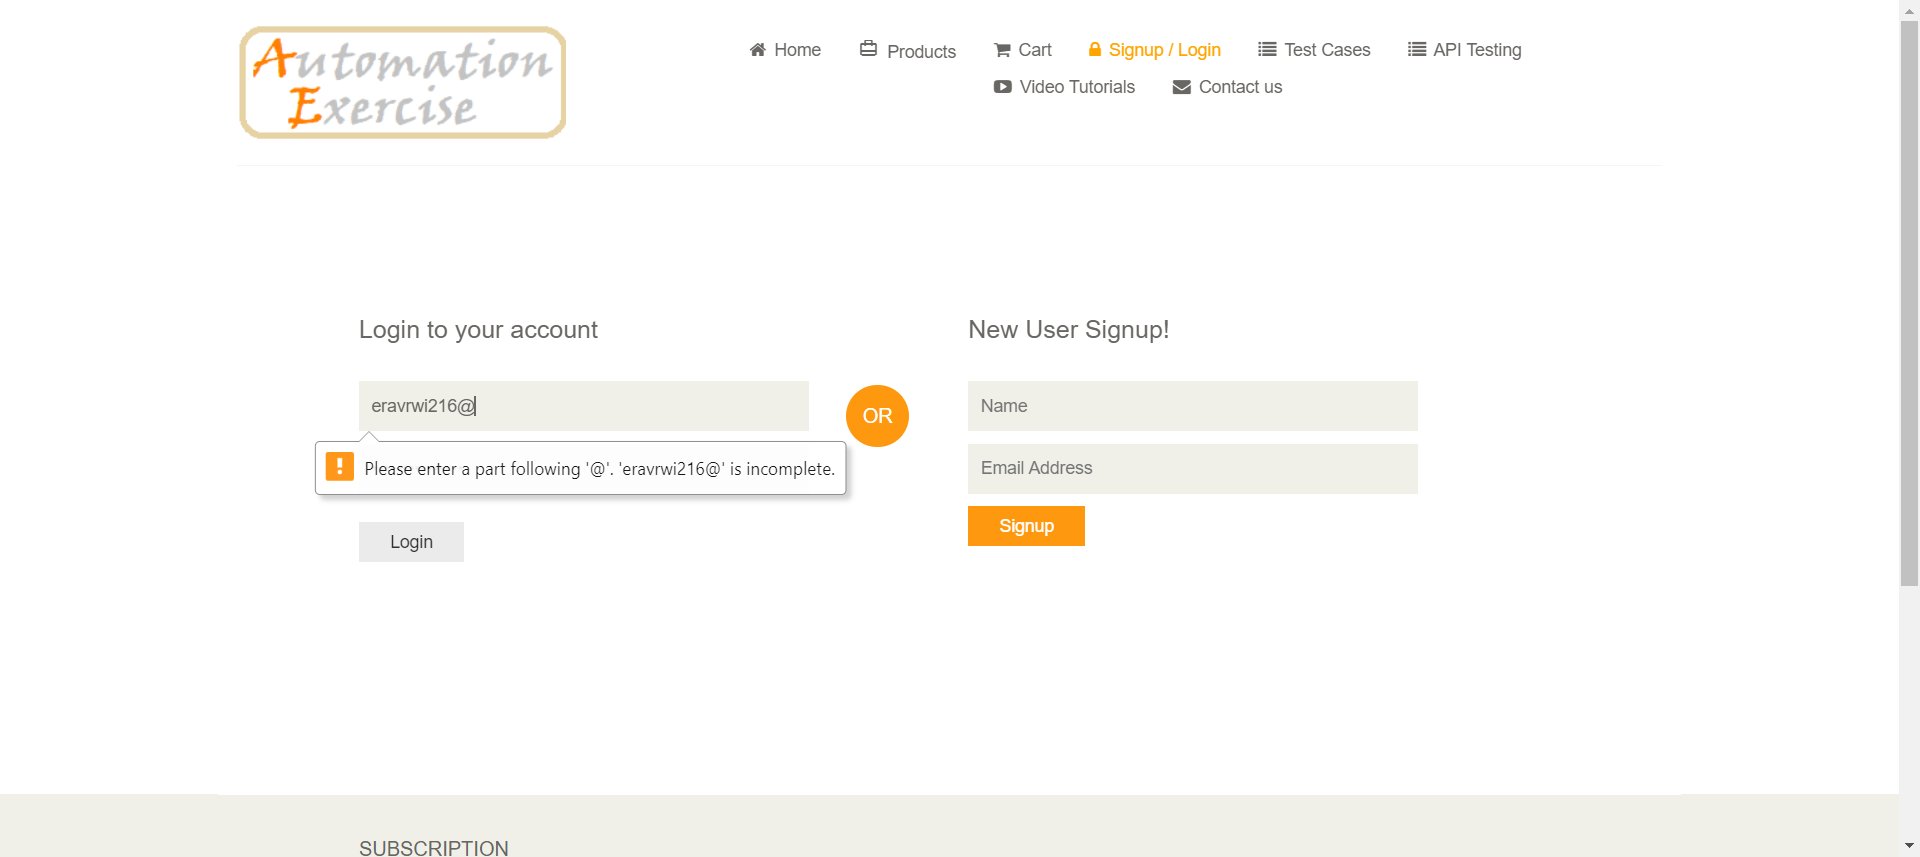 Automation
Exercise
Home
Products
Cart
Signup / Login
Test Cases
API Testing
Video Tutorials
Contact us
Login to your account
eravrwi216@
Please enter a part following '@'. 'eravrwi216@' is incomplete.
Login
OR
New User Signup!
Name
Email Address
Signup
SUBSCRIPTION